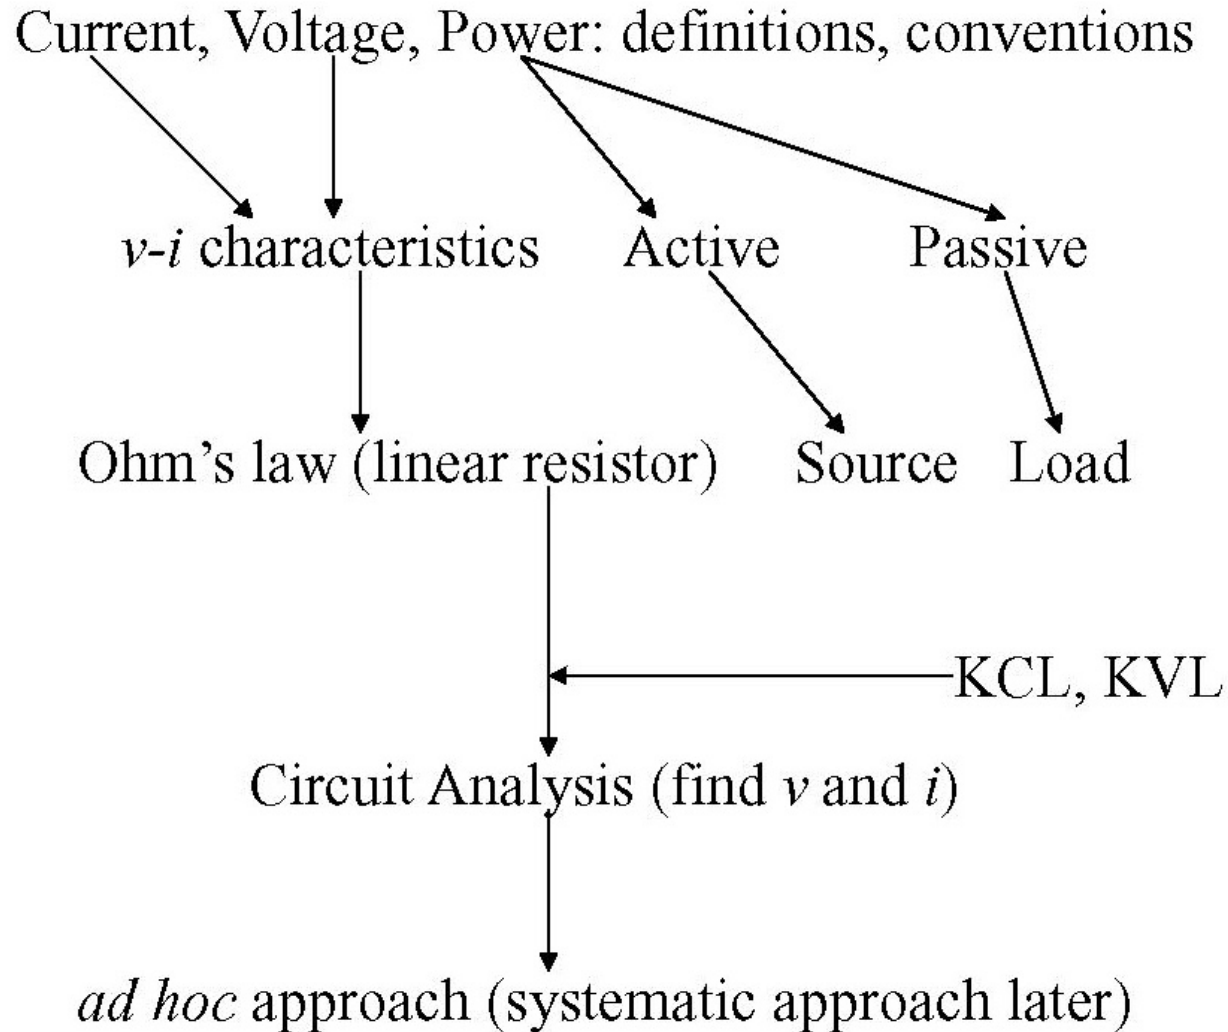 Current, Voltage, Power: definitions, conventions
v-i characteristics
Active
Passive
Ohm’s law (linear resistor)
Source
Load
KCL, KVL
Circuit Analysis (find v and i)
ad hoc approach (systematic approach later)